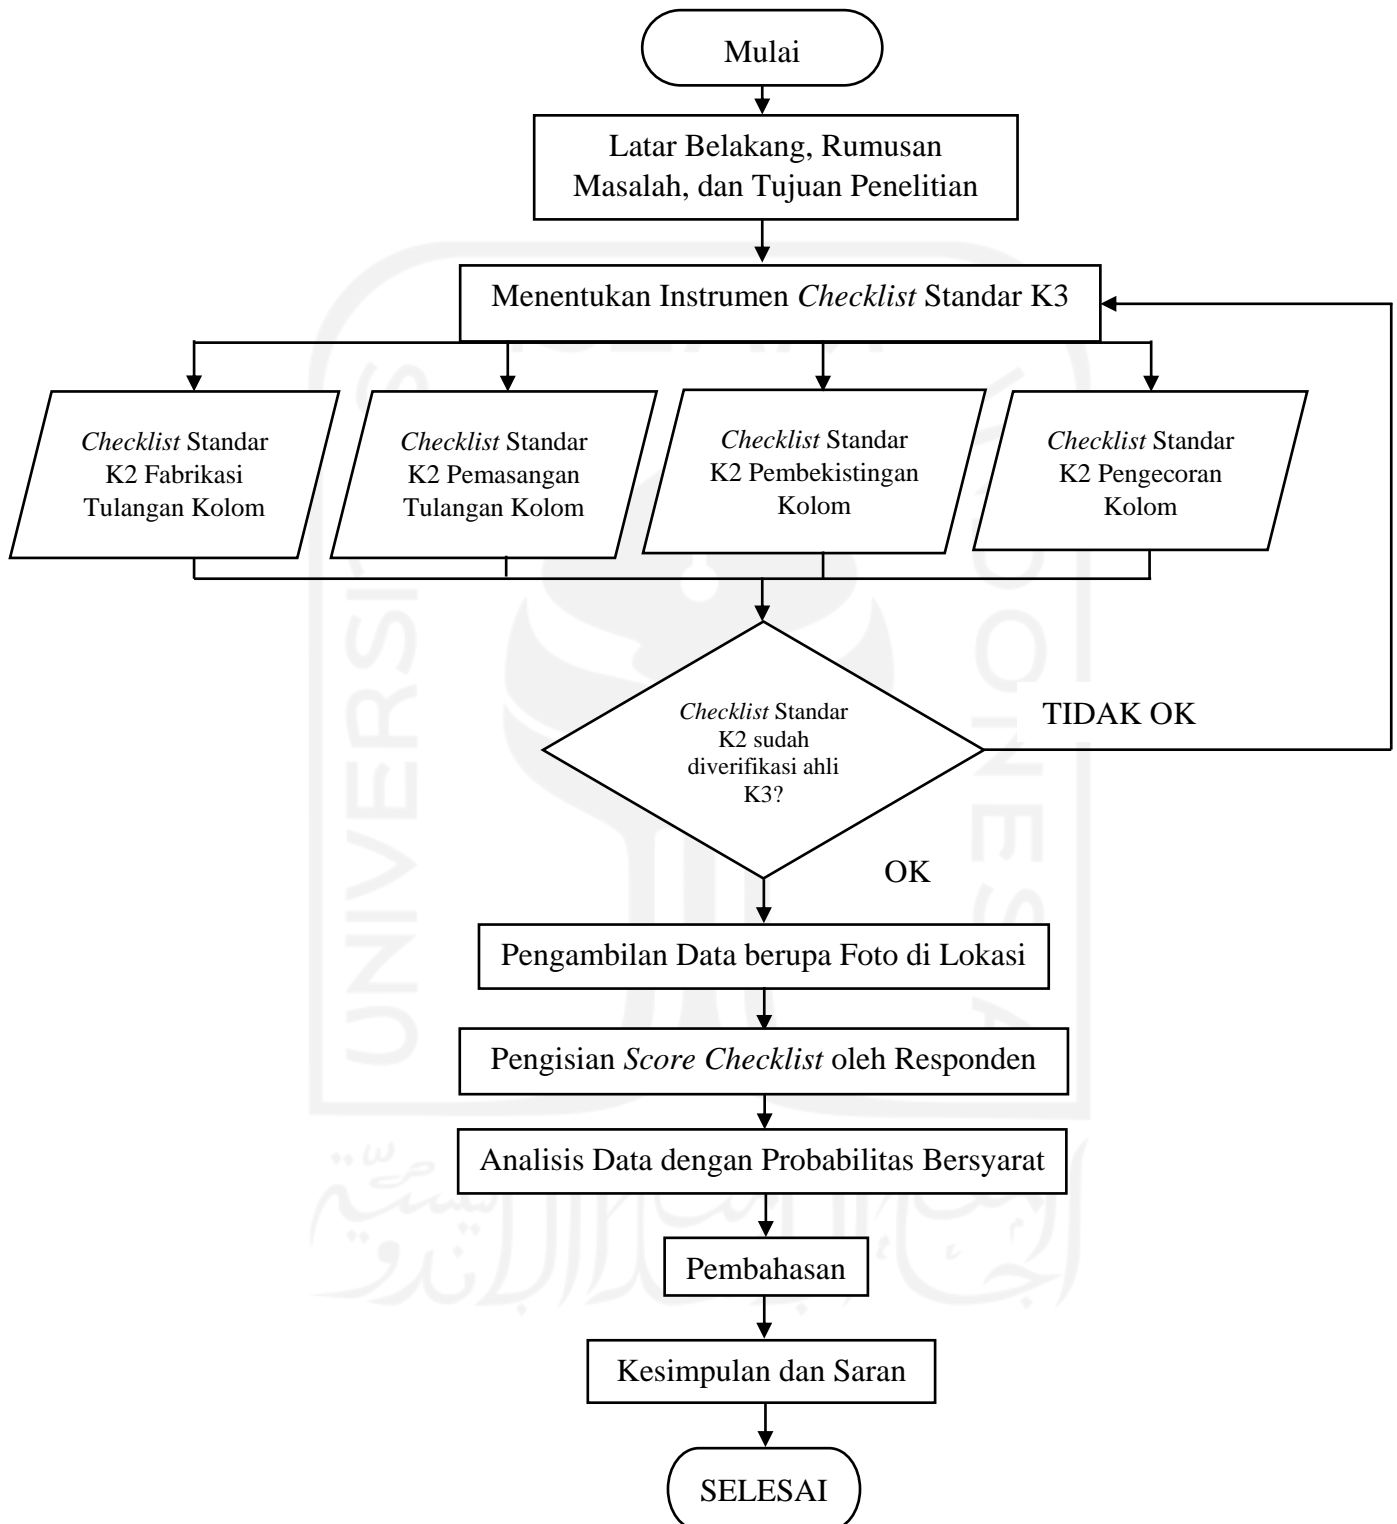 Mulai
Latar Belakang, Rumusan
Masalah, dan Tujuan Penelitian
Menentukan Instrumen Checklist Standar K3
Checklist Standar
K2 Fabrikasi
Tulangan Kolom
Checklist Standar
K2 Pemasangan
Tulangan Kolom
Checklist Standar
K2 Pembekistingan
Kolom
Checklist Standar
K2 Pengecoran
Kolom
Checklist Standar
K2 sudah
diverifikasi ahli
K3?
TIDAK OK
OK
Pengambilan Data berupa Foto di Lokasi
Pengisian Score Checklist oleh Responden
Analisis Data dengan Probabilitas Bersyarat
Pembahasan
Kesimpulan dan Saran
SELESAI